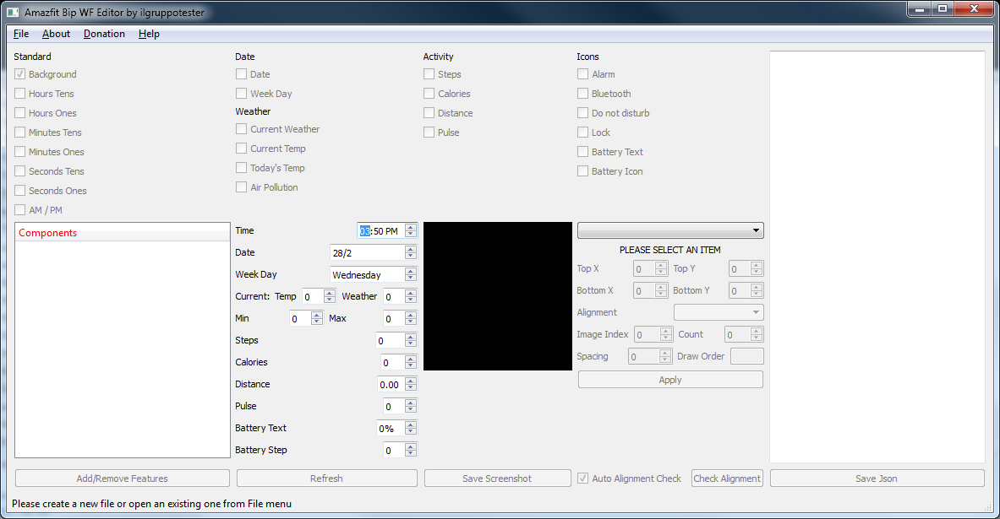 Amazfit Bip WF Editor by ilgruppotester
File About Donation Help
Standard
Background
Hours Tens
Hours Ones
Minutes Tens
Minutes Ones
Seconds Tens
Seconds Ones
AM / PM
Date
Date
Week Day
Weather
Current Weather
Current Temp
Today's Temp
Air Pollution
Activity
Steps
Calories
Distance
Pulse
Icons
Alarm
Bluetooth
Do not disturb
Lock
Battery Text
Battery Icon
Components
Time 03:50 PM
Date 28/2
Week Day Wednesday
Current: Temp 0 Weather 0
Min 0 Max 0
Steps 0
Calories 0
Distance 0.00
Pulse 0
Battery Text 0%
Battery Step 0
PLEASE SELECT AN ITEM
Top X 0 Top Y 0
Bottom X 0 Bottom Y 0
Alignment
Image Index 0 Count 0
Spacing 0 Draw Order
Apply
Add/Remove Features Refresh Save Screenshot Auto Alignment Check Check Alignment Save Json
Please create a new file or open an existing one from File menu